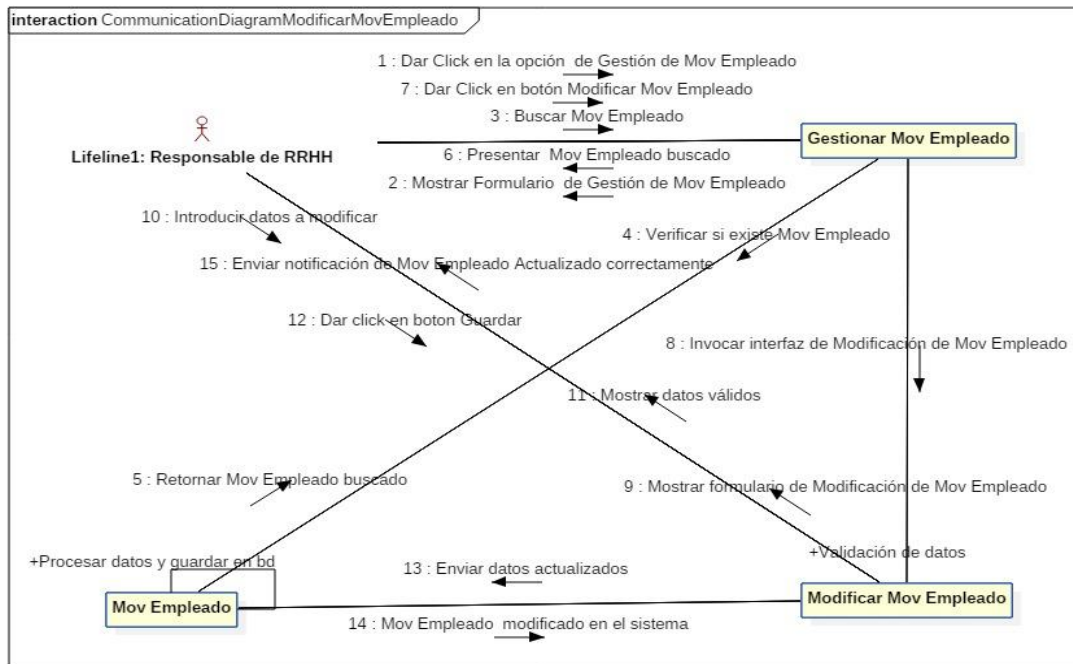 interaction CommunicationDiagramModificarMovEmpleado
1 : Dar Click en la opción de Gestión de Mov Empleado
7 : Dar Click en botón Modificar Mov Empleado
3 : Buscar Mov Empleado
Gestionar Mov Empleado
Lifeline1: Responsable de RRHH
6 : Presentar Mov Empleado buscado
2 : Mostrar Formulario de Gestión de Mov Empleado
10 : Introducir datos a modificar
4 : Verificar si existe Mov Empleado
15 : Enviar notificación de Mov Empleado Actualizado correctamente
12 : Dar click en boton Guardar
8 : Invocar interfaz de Modificación de Mov Empleado
11 : Mostrar datos válidos
5 : Retornar Mov Empleado buscado
9 : Mostrar formulario de Modificación de Mov Empleado
+Procesar datos y guardar en bd
+Validación de datos
13 : Enviar datos actualizados
Mov Empleado
Modificar Mov Empleado
14 : Mov Empleado modificado en el sistema